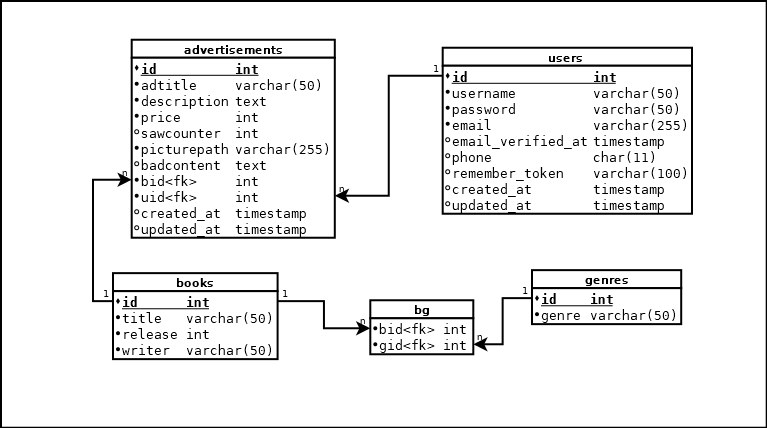 advertisements
id int
adtitle varchar(50)
description text
price int
sawcounter int
picturepath varchar(255)
badcontent text
bid<fk> int
uid<fk> int
created_at timestamp
updated_at timestamp
n
n
users
1
id int
username varchar(50)
password varchar(50)
email varchar(255)
email_verified_at timestamp
phone char(11)
remember_token varchar(100)
created_at timestamp
updated_at timestamp
books
1
id int
1
title varchar(50)
release int
writer varchar(50)
bg
n
bid<fk> int
gid<fk> int
n
genres
1
id int
genre varchar(50)